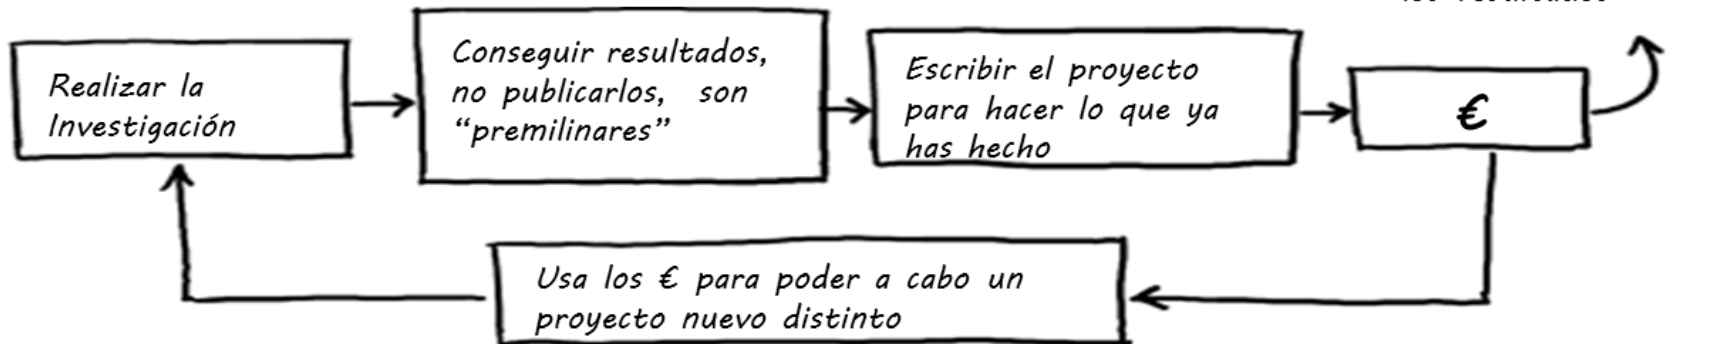 Realizar la
Investigación
Conseguir resultados,
no publicarlos, son
“premilinares”
Escribir el proyecto
para hacer lo que ya
has hecho
€
Usa los € para poder a cabo un
proyecto nuevo distinto